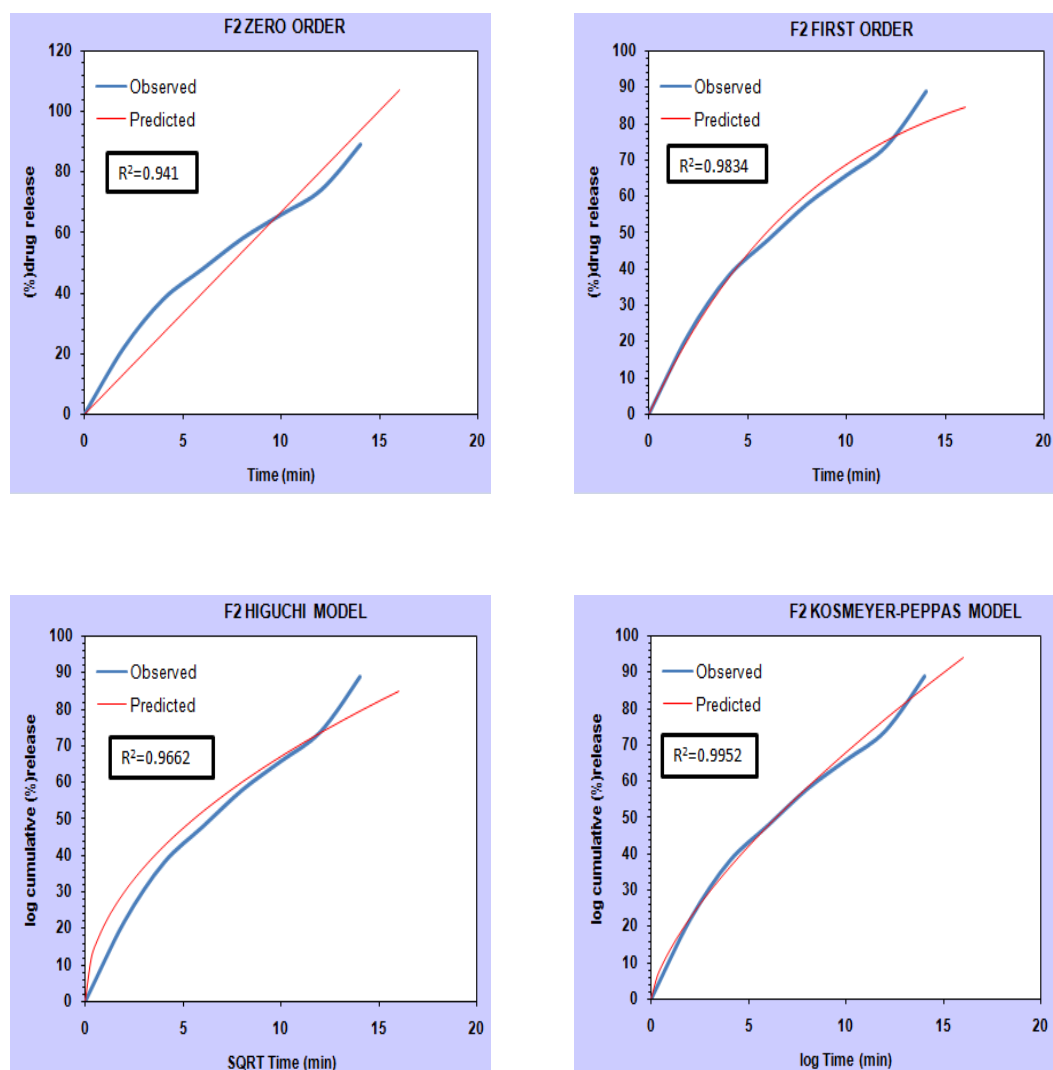 F2 ZERO ORDER
120
100
80
60
40
20
0
Observed
Predicted
R²=0.941
(%)drug release
0 5 10 15 20
Time (min)
F2 FIRST ORDER
100
90
80
70
60
50
40
30
20
10
0
Observed
Predicted
R²=0.9834
(%)drug release
0 5 10 15 20
Time (min)
F2 HIGUCHI MODEL
100
90
80
70
60
50
40
30
20
10
0
Observed
Predicted
R²=0.9662
log cumulative (%)release
0 5 10 15 20
SQRT Time (min)
F2 KOSMEYER-PEPPAS MODEL
100
90
80
70
60
50
40
30
20
10
0
Observed
Predicted
R²=0.9952
log cumulative (%)release
0 5 10 15 20
log Time (min)